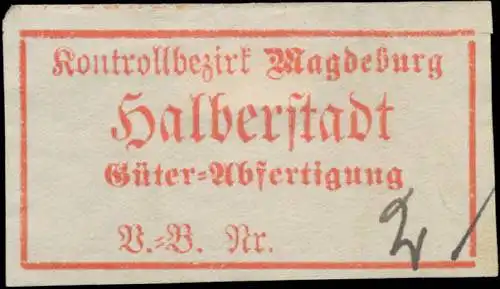 Kontrollbezirk Magdeburg
Halberstadt
Güter-Abfertigung
V.-B. Nr.